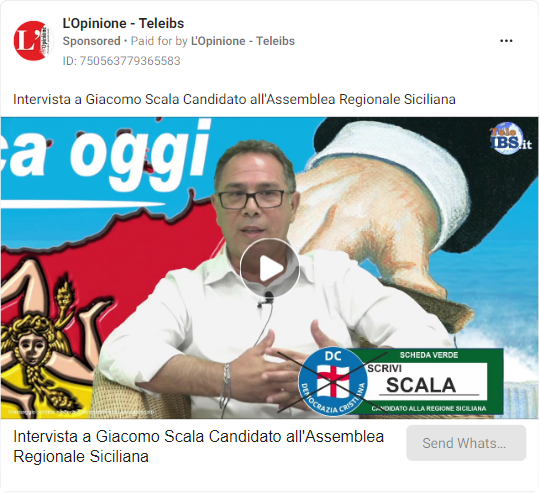 L'Opinione - Teleibs
Sponsored • Paid for by L'Opinione - Teleibs
ID: 750563779365583
Intervista a Giacomo Scala Candidato all'Assemblea Regionale Siciliana
ca oggi
Tele
IBS.it
DC
DEMOCRAZIA CRISTIANA
SCHEDA VERDE
SCRIVI
SCALA
CANDIDATO ALLA REGIONE SICILIANA
Intervista a Giacomo Scala Candidato all'Assemblea
Regionale Siciliana
Send Whats...